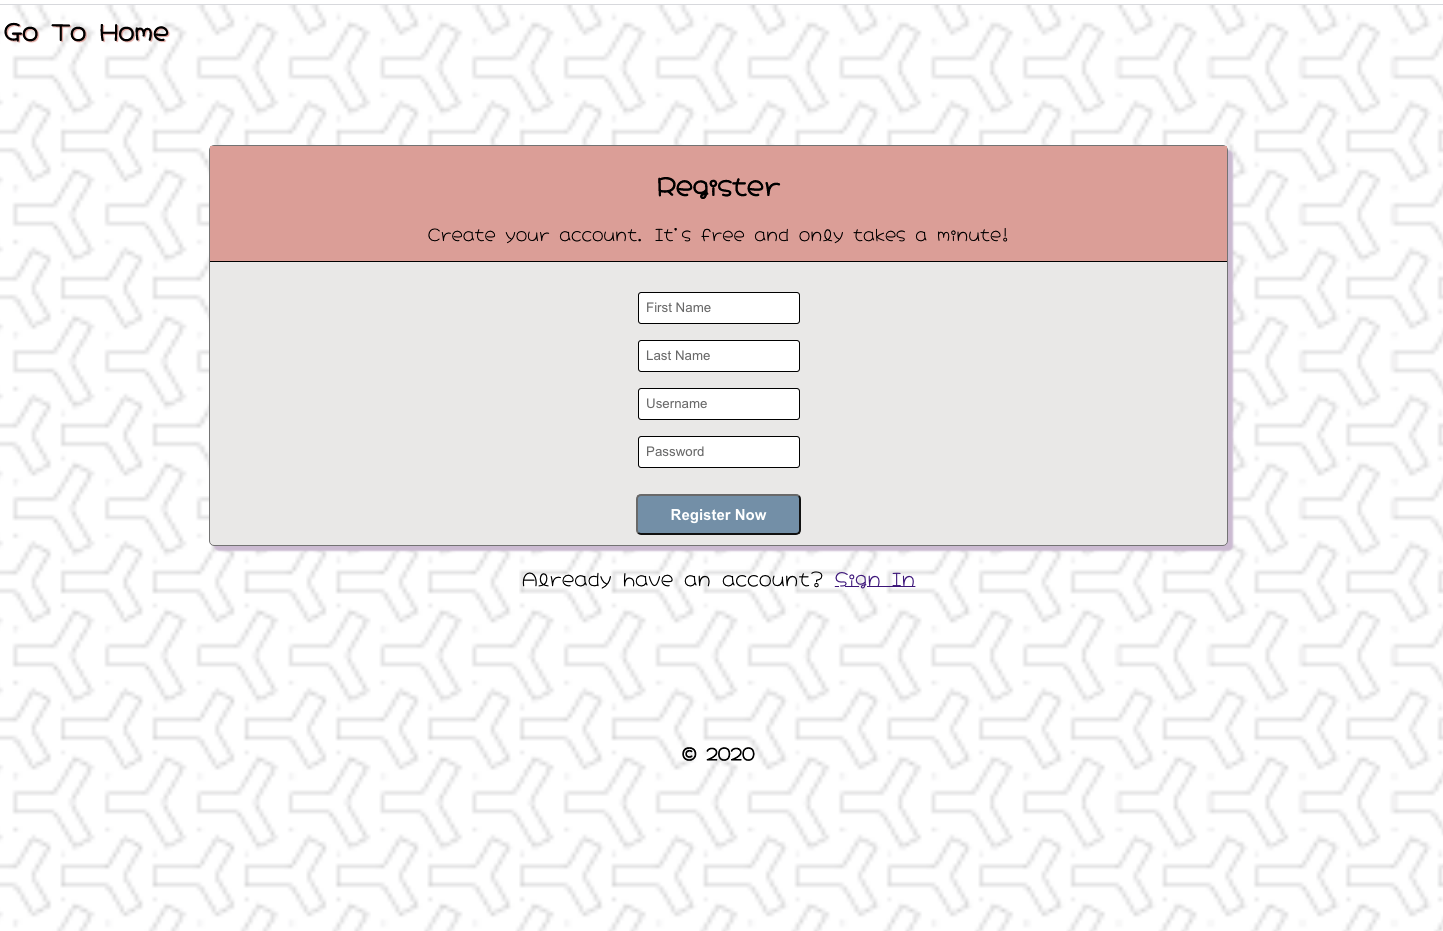 Go To Home
Register
Create your account. It's free and only takes a minute!
First Name
Last Name
Username
Password
Register Now
Already have an account? Sign In
© 2020